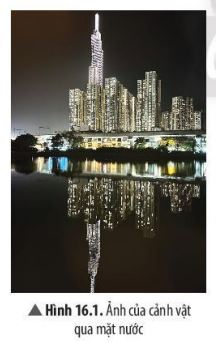 ▲ Hình 16.1. Ảnh của cảnh vật
qua mặt nước